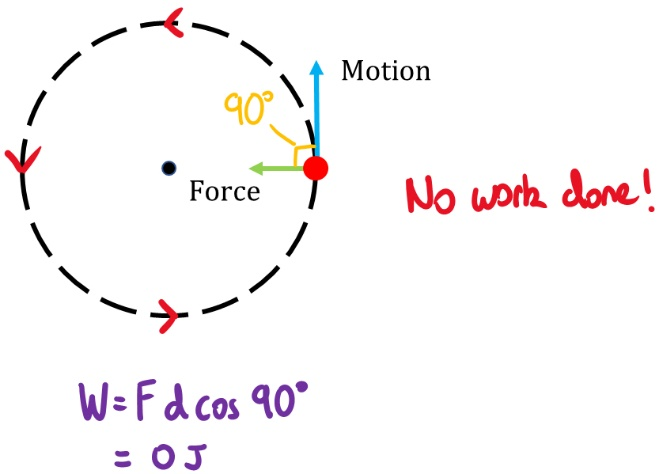 Motion
90°
Force
No work done!
W = F d cos 90°
= 0 J